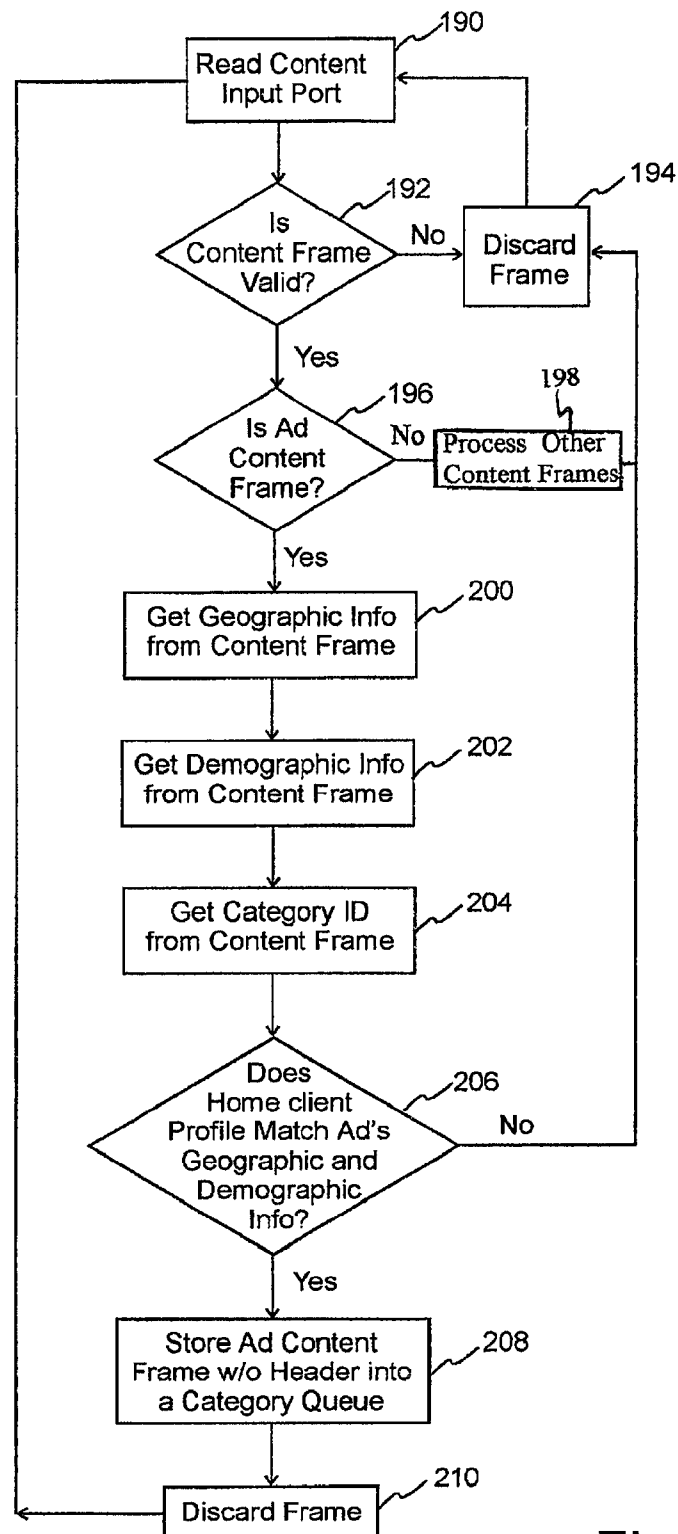 190
Read Content
Input Port
192
194
Is
Content Frame
Valid?
No
Discard
Frame
Yes
196
198
Is Ad
Content
Frame?
No
Process Other
Content Frames
Yes
200
Get Geographic Info
from Content Frame
202
Get Demographic Info
from Content Frame
204
Get Category ID
from Content Frame
206
Does
Home client
Profile Match Ad's
Geographic and
Demographic
Info?
No
Yes
208
Store Ad Content
Frame w/o Header into
a Category Queue
210
Discard Frame